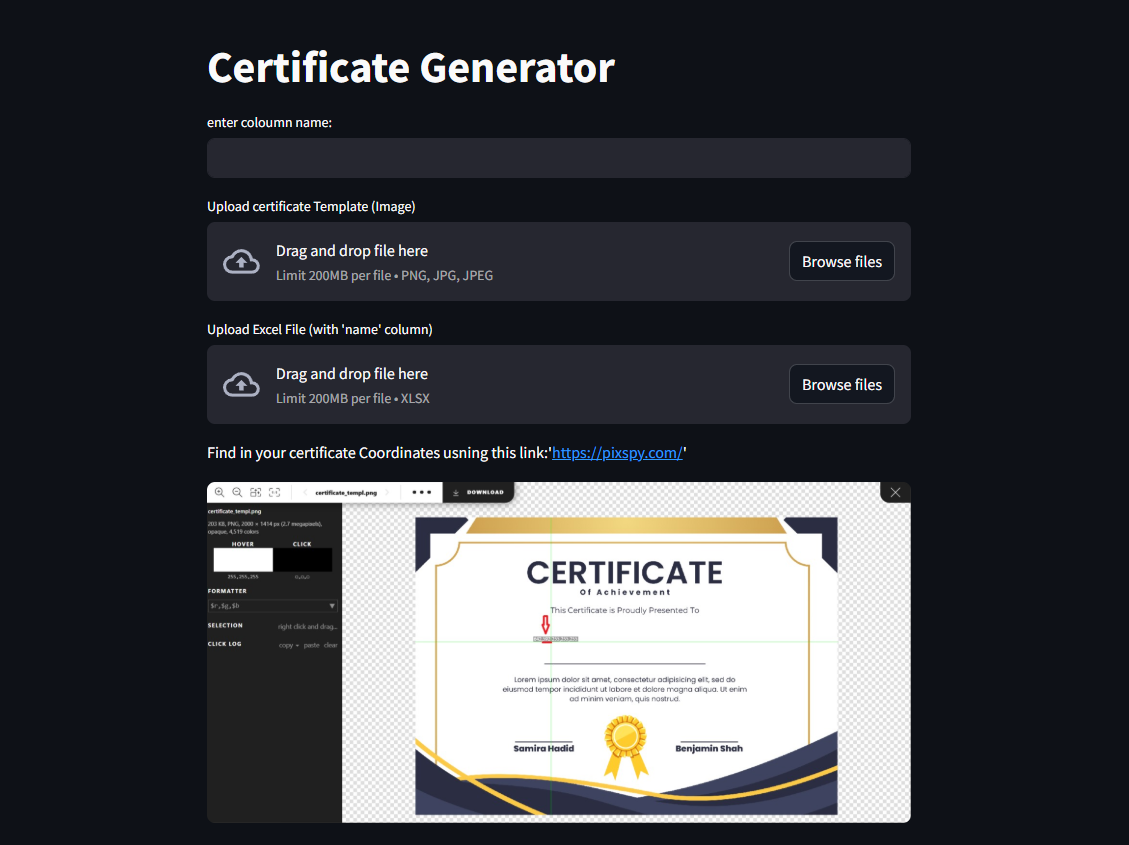 Certificate Generator
enter coloumn name:
Upload certificate Template (Image)
Drag and drop file here
Limit 200MB per file • PNG, JPG, JPEG
Browse files
Upload Excel File (with 'name' column)
Drag and drop file here
Limit 200MB per file • XLSX
Browse files
Find in your certificate Coordinates usning this link:'https://pixspy.com/'
certificate_templ.png
DOWNLOAD
certificate_templ.png
203 KB, PNG, 2000 × 1414 px (2.7 megapixels),
opaque, 4,519 colors
HOVER CLICK
255,255,255 0,0,0
FORMATTER
$r,$g,$b
SELECTION right click and drag...
CLICK LOG copy paste clear
CERTIFICATE
Of Achievement
This Certificate is Proudly Presented To
Lorem ipsum dolor sit amet, consectetur adipisicing elit, sed do
eiusmod tempor incididunt ut labore et dolore magna aliqua. Ut enim
ad minim veniam, quis nostrud.
Samira Hadid
Benjamin Shah